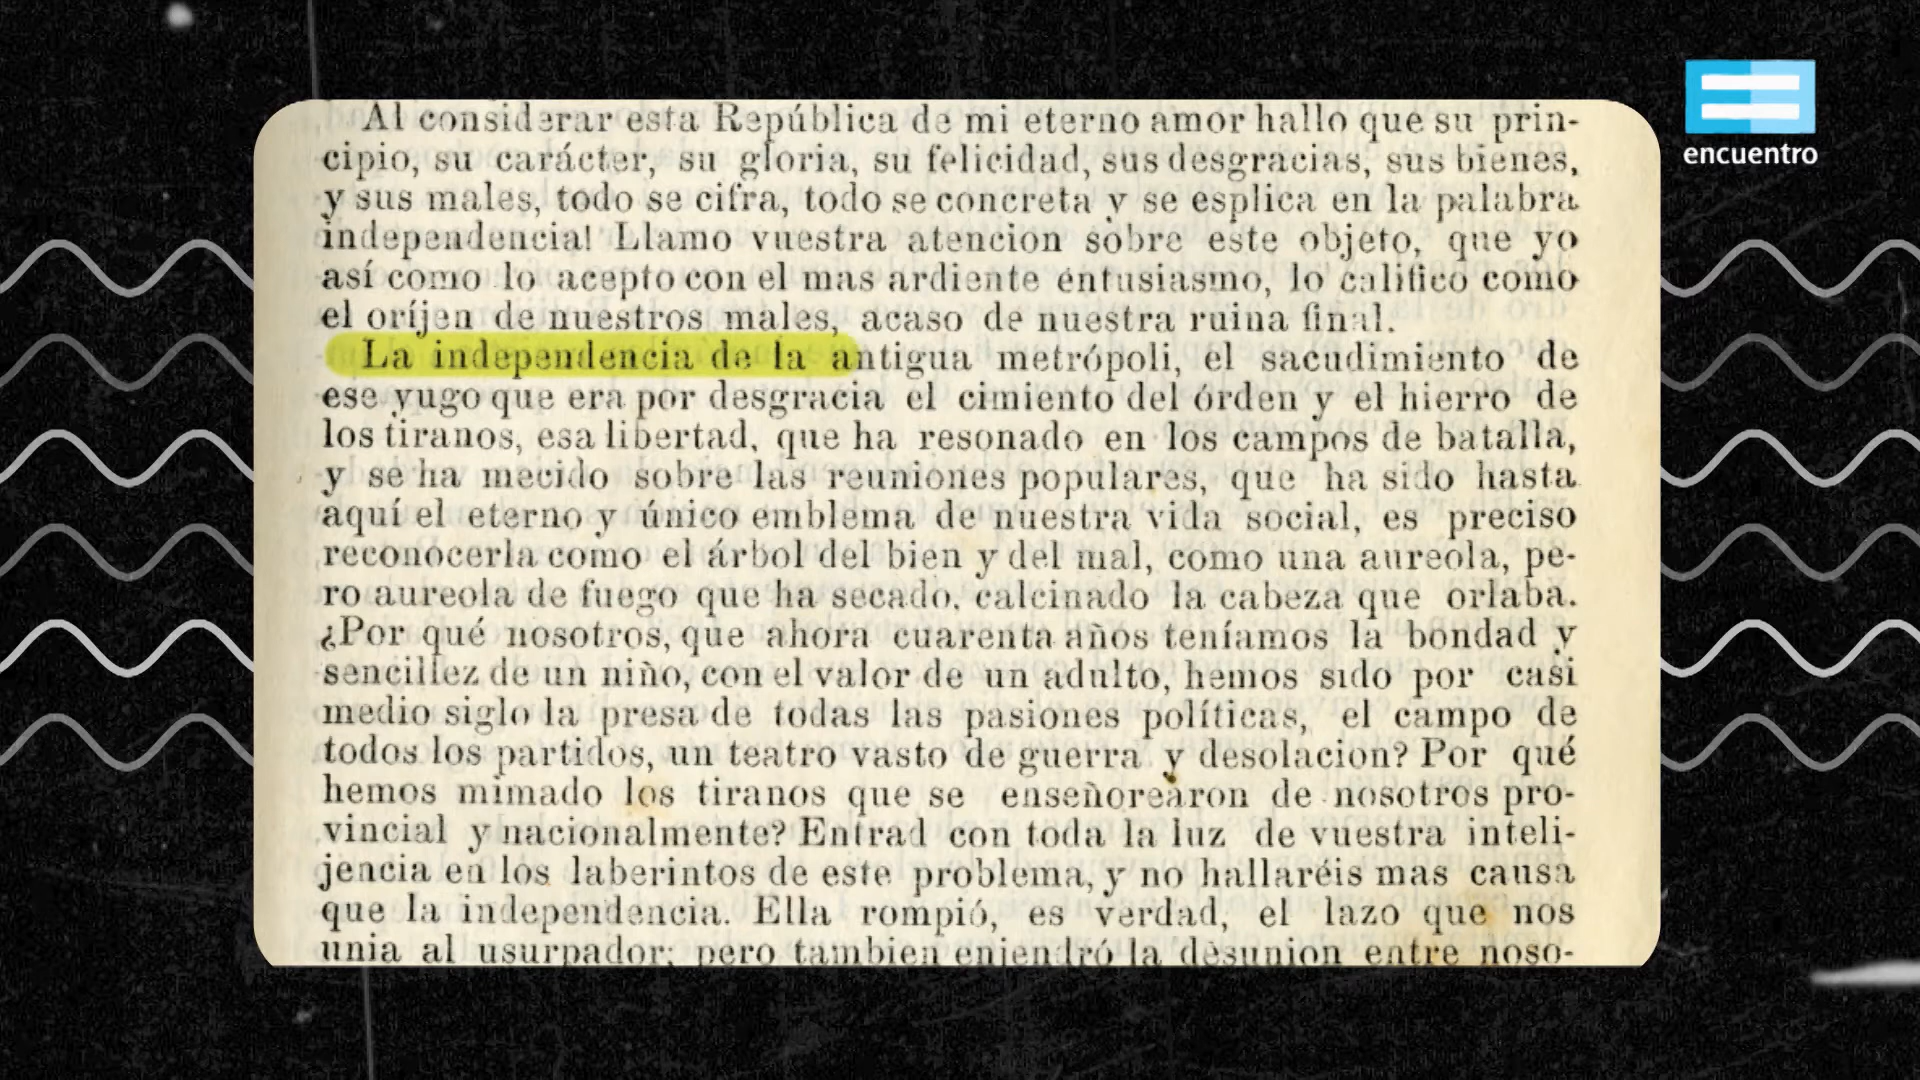 Al considerar esta República de mi eterno amor hallo que su prin-
cipio, su carácter, su gloria, su felicidad, sus desgracias, sus bienes,
y sus males, todo se cifra, todo se concreta y se esplica en la palabra
independencia! Llamo vuestra atencion sobre este objeto, que yo
así como lo acepto con el mas ardiente entusiasmo, lo califico como
el oríjen de nuestros males, acaso de nuestra ruina final.
La independencia de la antigua metrópoli, el sacudimiento de
ese yugo que era por desgracia el cimiento del órden y el hierro de
los tiranos, esa libertad, que ha resonado en los campos de batalla,
y se ha mecido sobre las reuniones populares, que ha sido hasta
aquí el eterno y único emblema de nuestra vida social, es preciso
reconocerla como el árbol del bien y del mal, como una aureola, pe-
ro aureola de fuego que ha secado, calcinado la cabeza que orlaba.
¿Por qué nosotros, que ahora cuarenta años teníamos la bondad y
sencillez de un niño, con el valor de un adulto, hemos sido por casi
medio siglo la presa de todas las pasiones políticas, el campo de
todos los partidos, un teatro vasto de guerra y desolacion? Por qué
hemos mimado los tiranos que se enseñorearon de nosotros pro-
vincial y nacionalmente? Entrad con toda la luz de vuestra inteli-
jencia en los laberintos de este problema, y no hallaréis mas causa
que la independencia. Ella rompió, es verdad, el lazo que nos
unia al usurpador; pero tambien enjendró la desunion entre noso-
encuentro